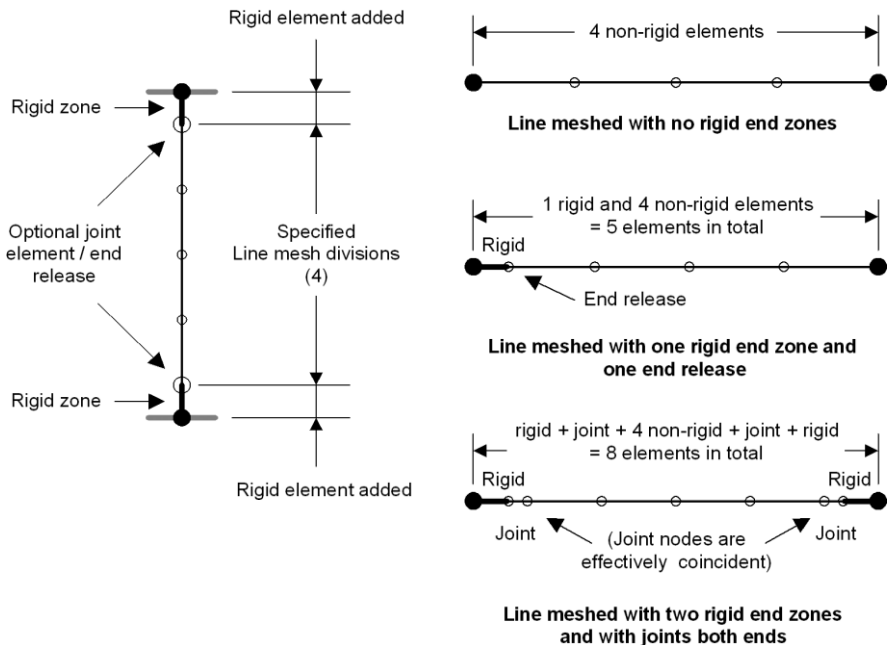 Rigid element added
Rigid zone
Optional joint
element / end
release
Specified
Line mesh divisions
(4)
Rigid zone
Rigid element added
4 non-rigid elements
Line meshed with no rigid end zones
1 rigid and 4 non-rigid elements
= 5 elements in total
Rigid
End release
Line meshed with one rigid end zone and
one end release
rigid + joint + 4 non-rigid + joint + rigid
= 8 elements in total
Rigid
Rigid
Joint
(Joint nodes are
effectively coincident)
Joint
Line meshed with two rigid end zones
and with joints both ends